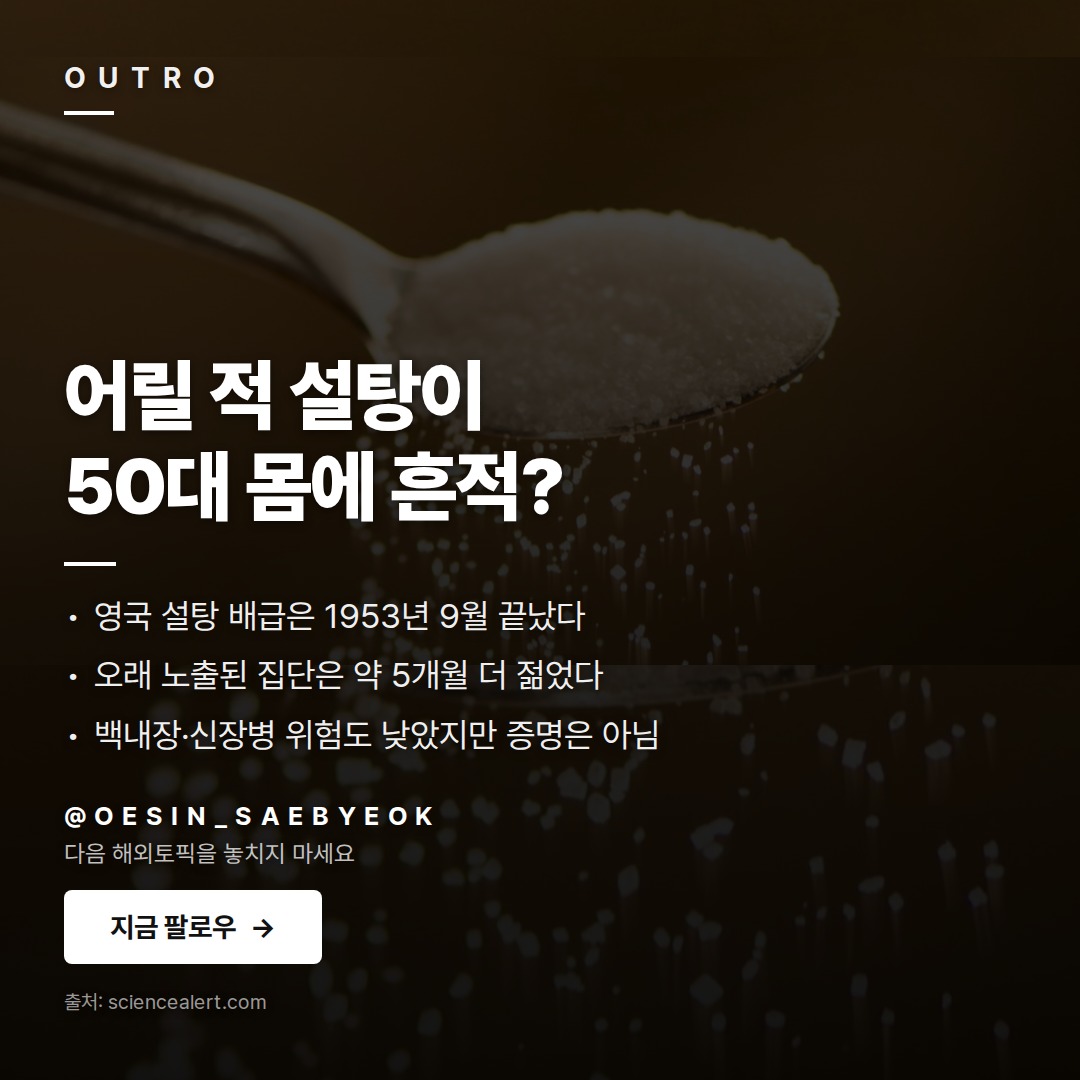 OUTRO
어릴 적 설탕이
50대 몸에 흔적?
• 영국 설탕 배급은 1953년 9월 끝났다
• 오래 노출된 집단은 약 5개월 더 젊었다
• 백내장·신장병 위험도 낮았지만 증명은 아님
@OESIN_SAEBYEOK
다음 해외토픽을 놓치지 마세요
지금 팔로우 →
출처: sciencealert.com